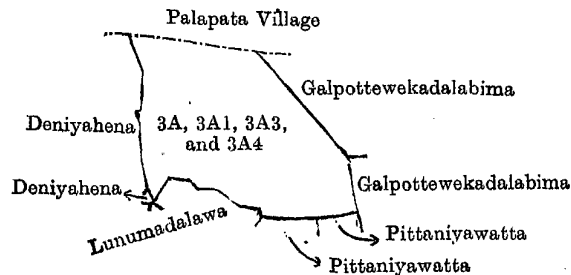 Palapata Village
Galpottewekadalabima
Deniyahena
3A, 3A1, 3A3,
and 3A4
Deniyahena
Galpottewekadalabima
Lunumadalawa
Pittaniyawatta
Pittaniyawatta